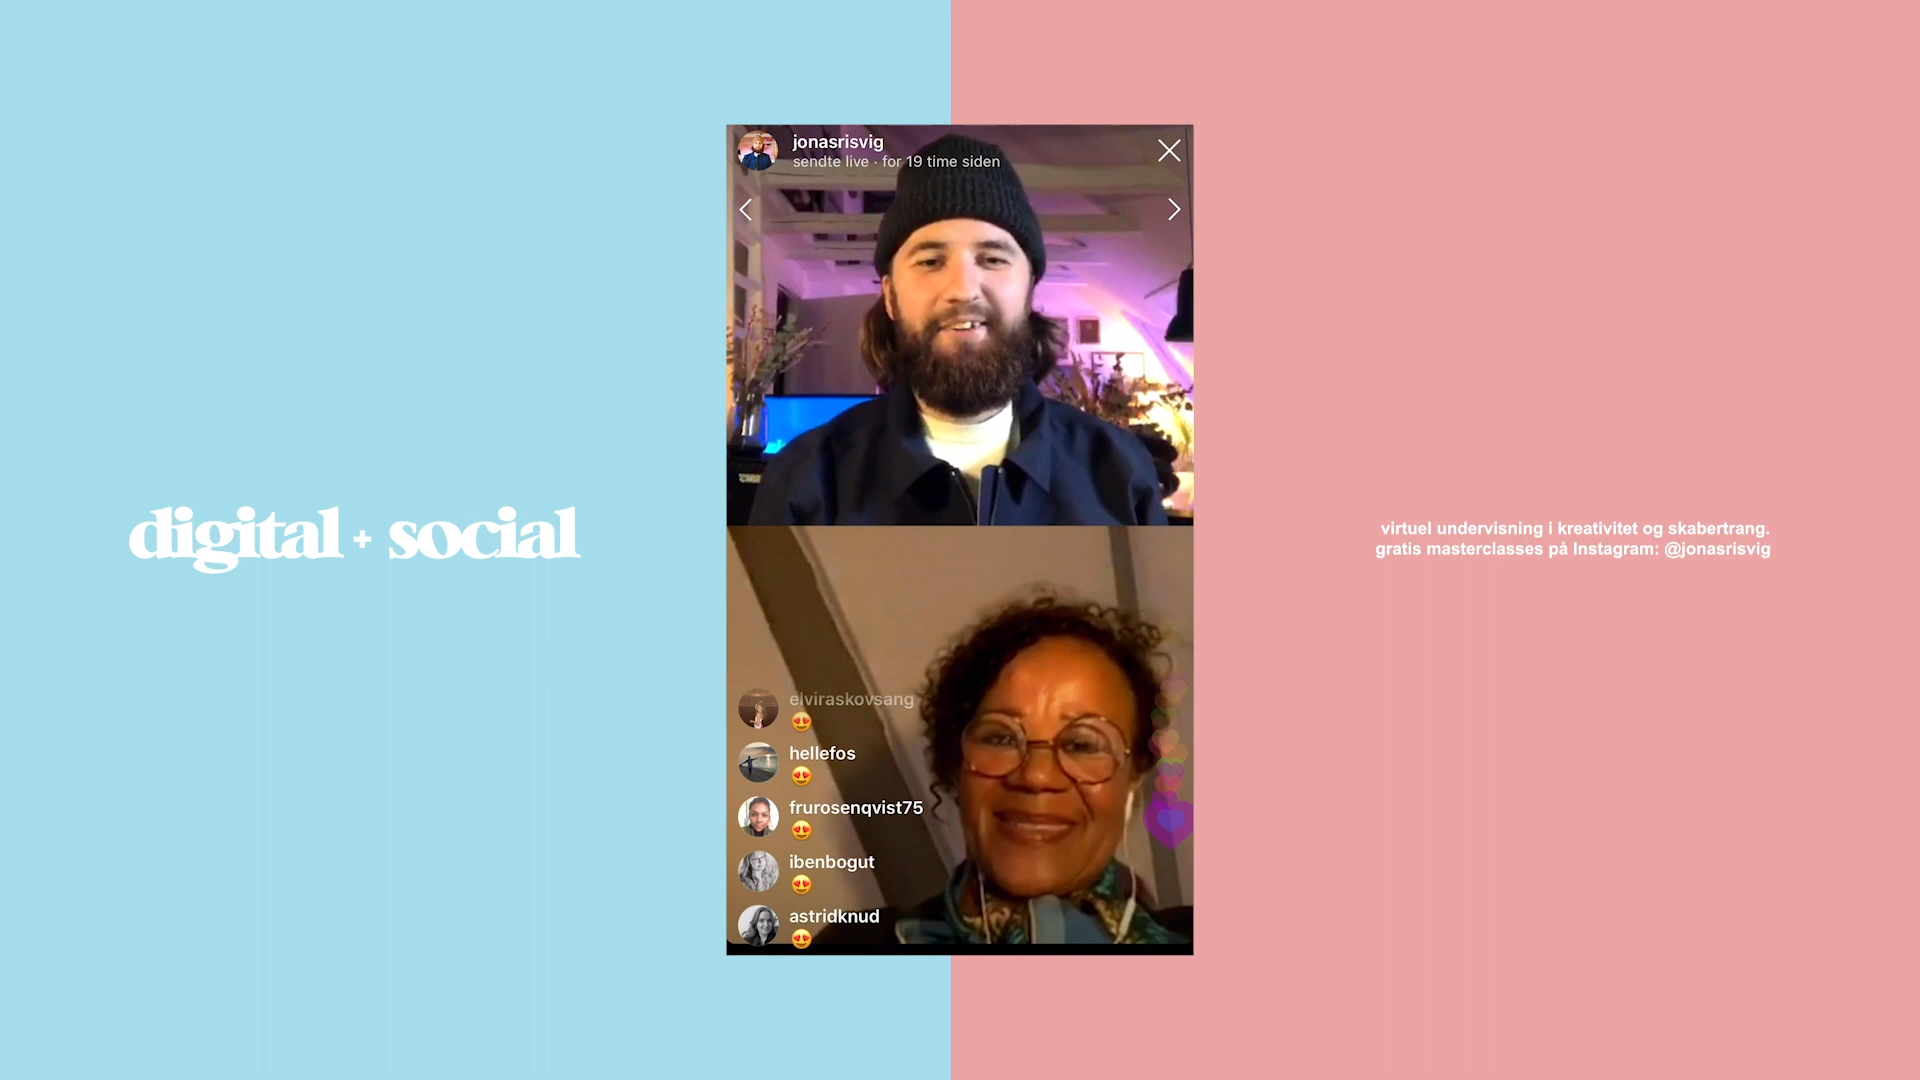 digital + social
jonasrisvig
sendte live · for 19 time siden
elviraskovsang
😍
hellefos
😍
frurosenqvist75
😍
ibenbogut
😍
astridknud
😍
virtuel undervisning i kreativitet og skabertrang.
gratis masterclasses på Instagram: @jonasrisvig